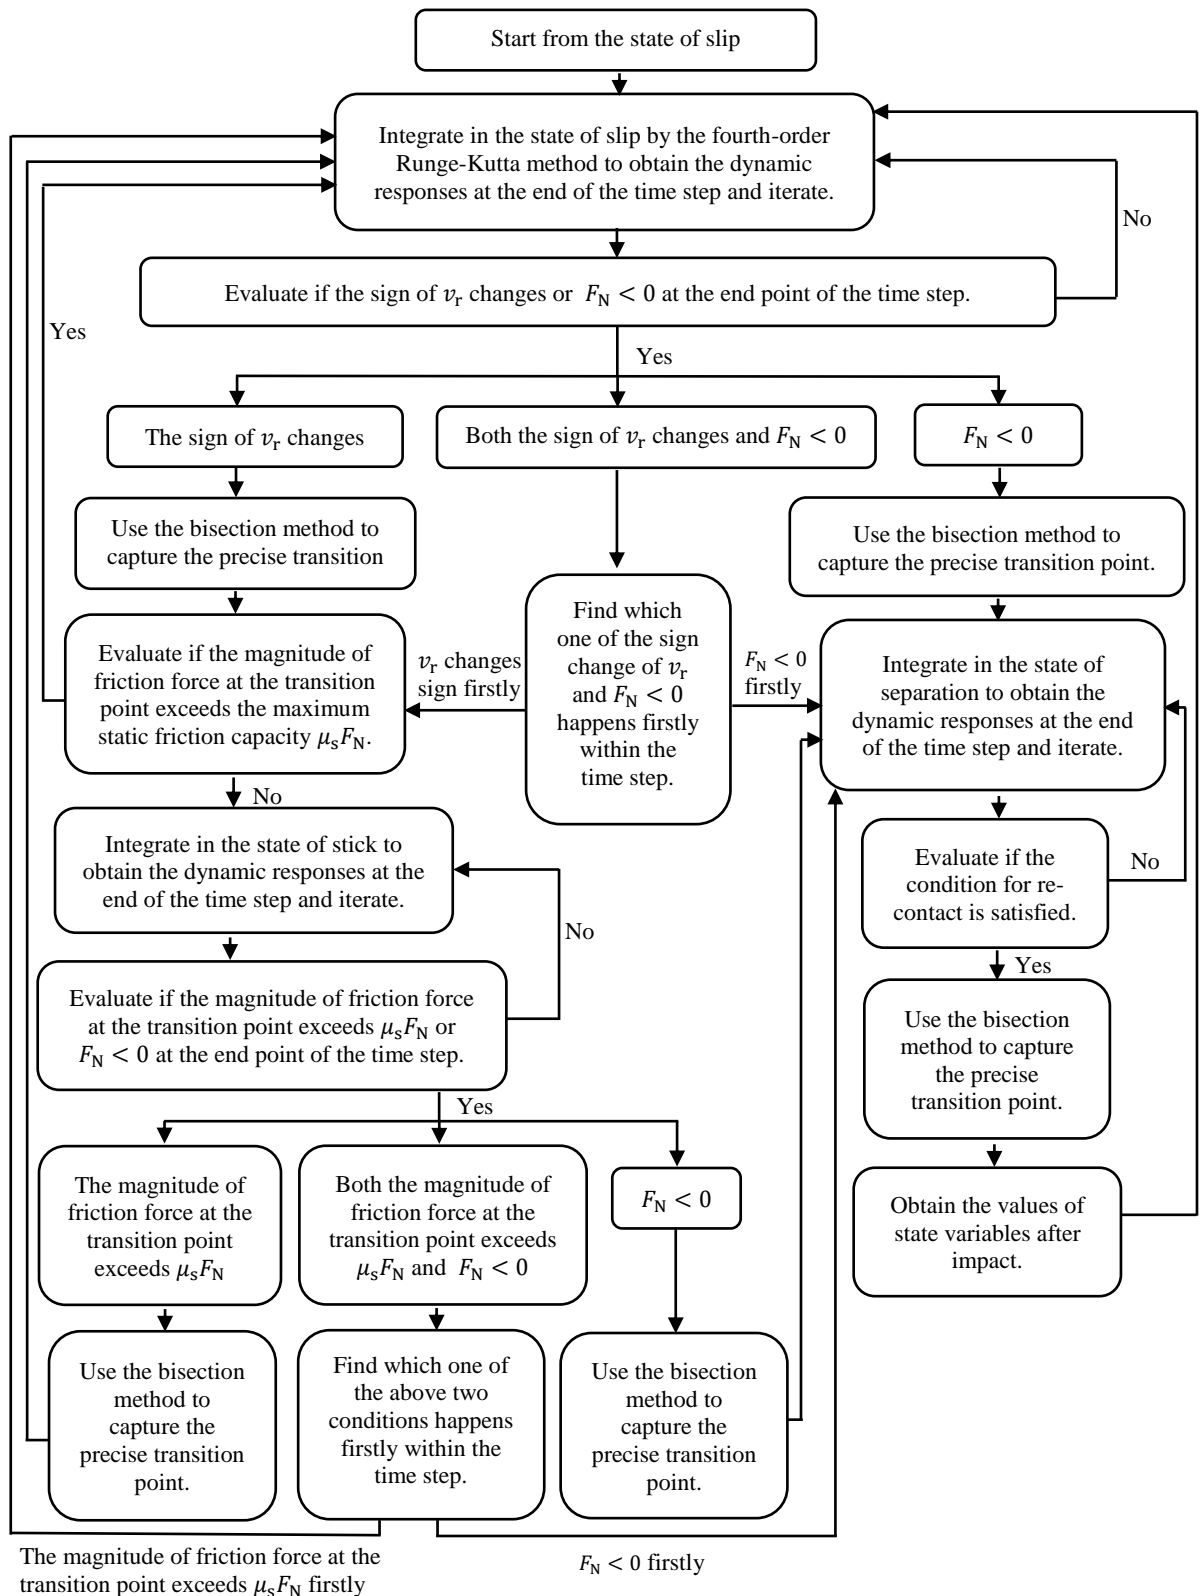 Start from the state of slip
Integrate in the state of slip by the fourth-order
Runge-Kutta method to obtain the dynamic
responses at the end of the time step and iterate.
No
Evaluate if the sign of 𝑣ᵣ changes or 𝐹_N < 0 at the end point of the time step.
Yes
Yes
The sign of 𝑣ᵣ changes
Both the sign of 𝑣ᵣ changes and 𝐹_N < 0
𝐹_N < 0
Use the bisection method to
capture the precise transition
Use the bisection method to
capture the precise transition point.
Evaluate if the magnitude of
friction force at the transition
point exceeds the maximum
static friction capacity 𝜇ₛ𝐹_N.
𝑣ᵣ changes
sign firstly
Find which
one of the sign
change of 𝑣ᵣ
and 𝐹_N < 0
happens firstly
within the
time step.
𝐹_N < 0
firstly
Integrate in the state of
separation to obtain the
dynamic responses at the end
of the time step and iterate.
No
Integrate in the state of stick to
obtain the dynamic responses at the
end of the time step and iterate.
No
Evaluate if the
condition for re-
contact is satisfied.
No
Yes
Evaluate if the magnitude of friction force
at the transition point exceeds 𝜇ₛ𝐹_N or
𝐹_N < 0 at the end point of the time step.
Use the bisection
method to capture
the precise
transition point.
Yes
The magnitude of
friction force at the
transition point
exceeds 𝜇ₛ𝐹_N
Both the magnitude of
friction force at the
transition point exceeds
𝜇ₛ𝐹_N and 𝐹_N < 0
𝐹_N < 0
Obtain the values of
state variables after
impact.
Use the bisection
method to
capture the
precise transition
point.
Find which one of
the above two
conditions happens
firstly within the
time step.
Use the bisection
method to
capture the
precise transition
point.
The magnitude of friction force at the
transition point exceeds 𝜇ₛ𝐹_N firstly
𝐹_N < 0 firstly